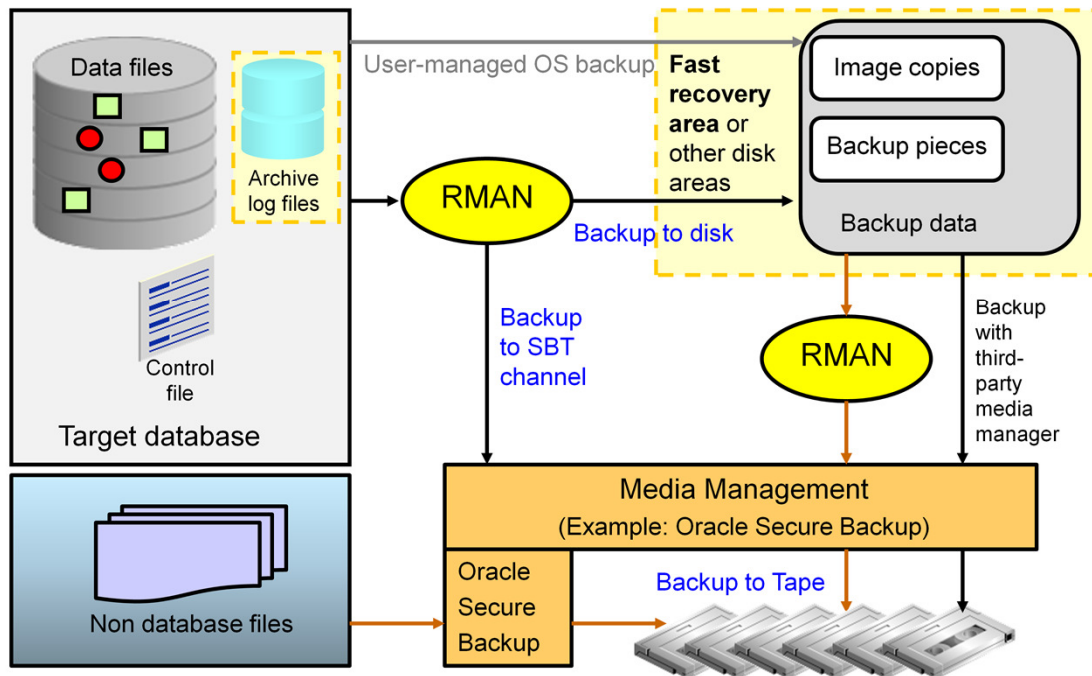 Data files
Archive
log files
Control
file
Target database
User-managed OS backup
Fast
recovery
area or
other disk
areas
Image copies
Backup pieces
Backup data
RMAN
Backup to disk
Backup
to SBT
channel
RMAN
Backup
with
third-
party
media
manager
Media Management
(Example: Oracle Secure Backup)
Non database files
Oracle
Secure
Backup
Backup to Tape